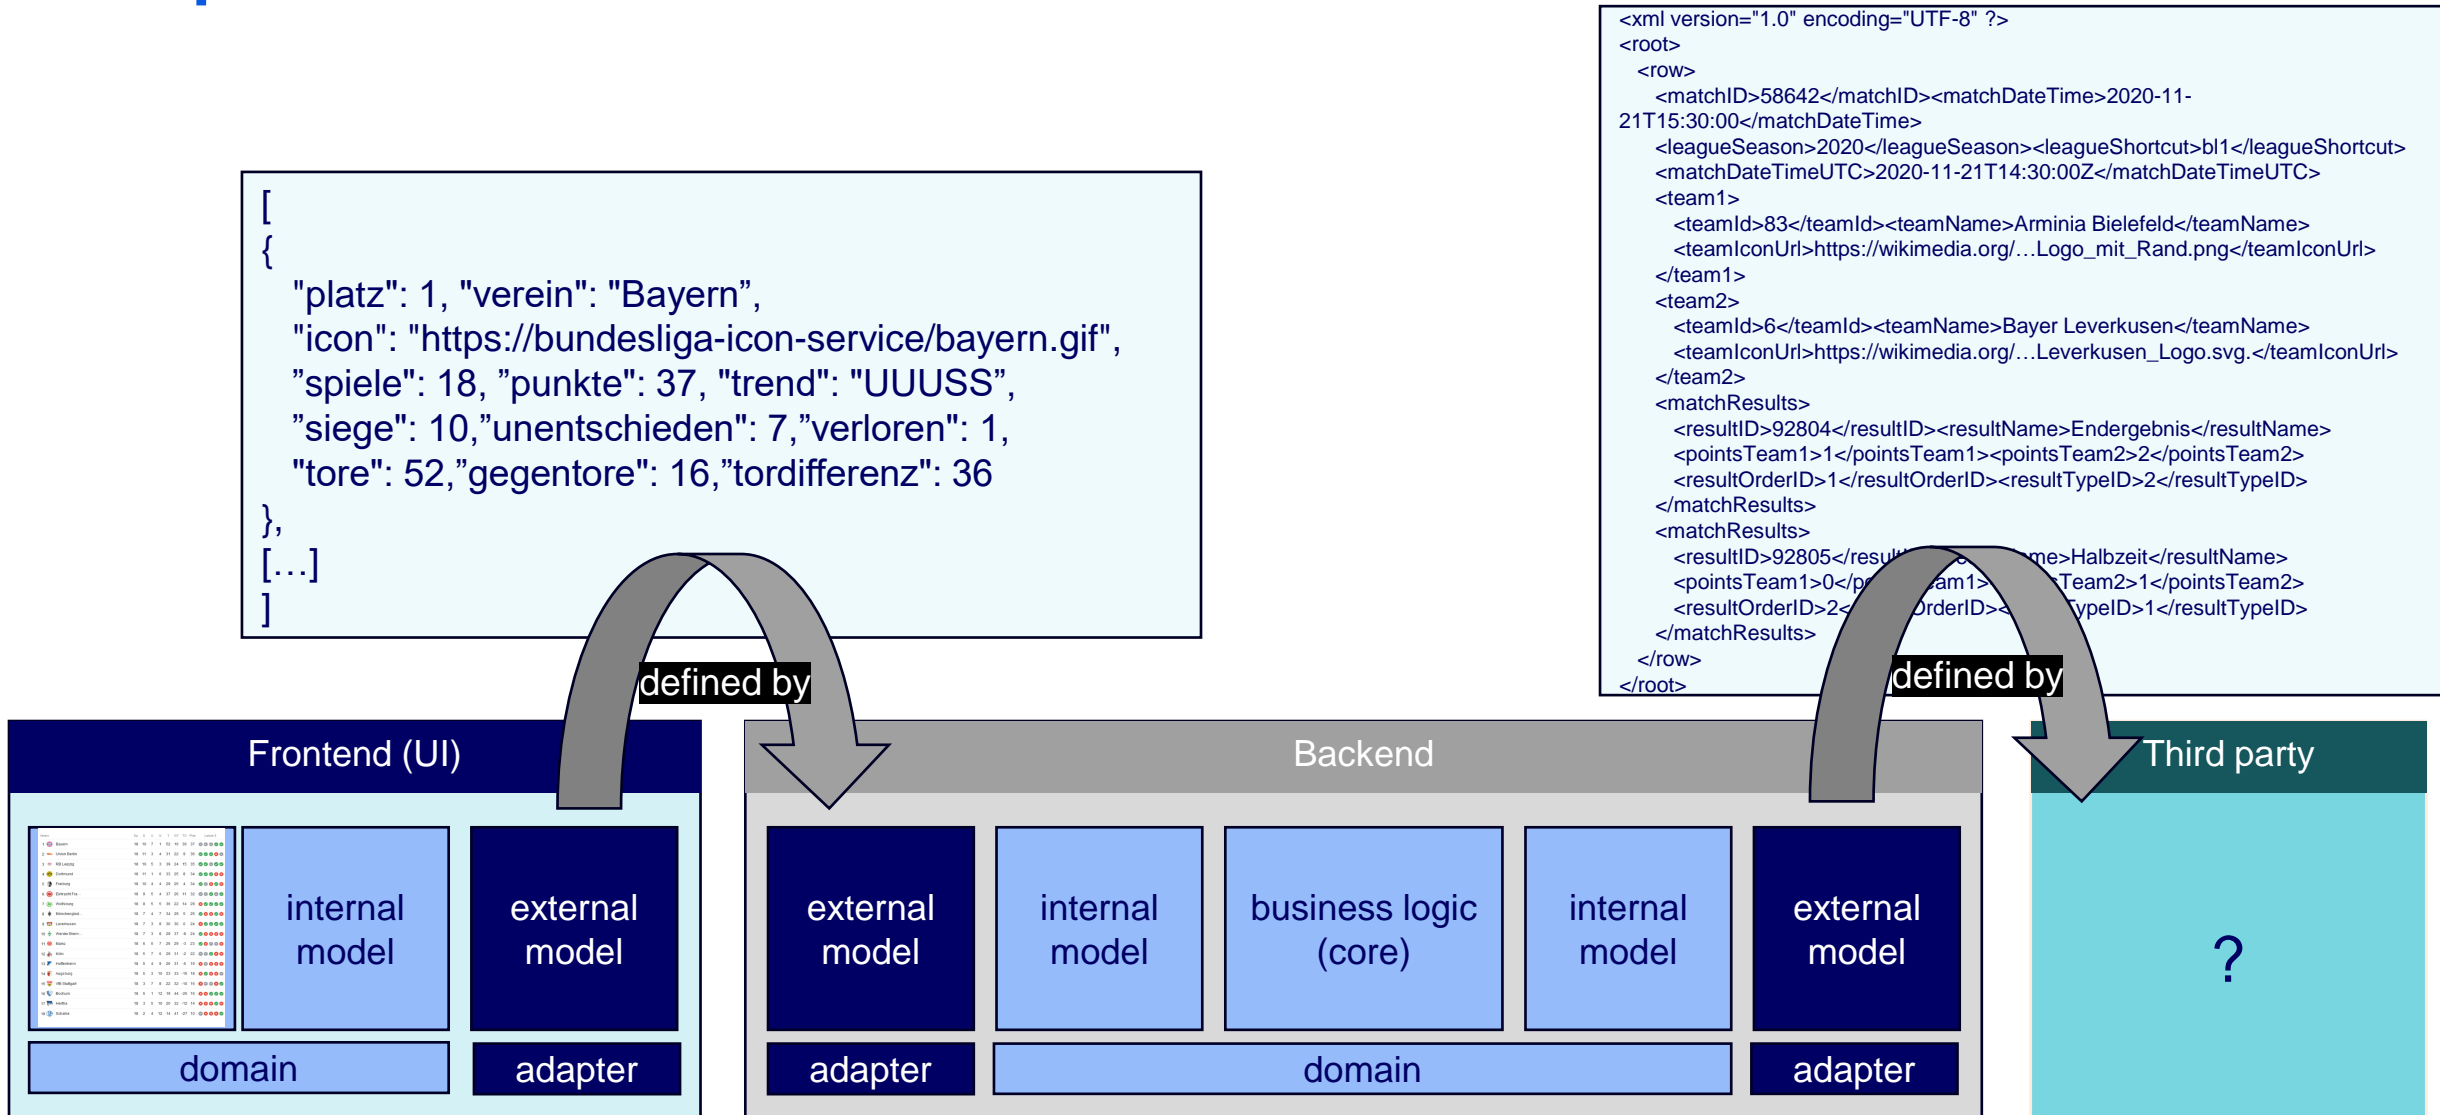 <xml version="1.0" encoding="UTF-8" ?>
<root>
<row>
<matchID>58642</matchID><matchDateTime>2020-11-
21T15:30:00</matchDateTime>
<leagueSeason>2020</leagueSeason><leagueShortcut>bl1</leagueShortcut>
<matchDateTimeUTC>2020-11-21T14:30:00Z</matchDateTimeUTC>
<team1>
<teamId>83</teamId><teamName>Arminia Bielefeld</teamName>
<teamIconUrl>https://wikimedia.org/…Logo_mit_Rand.png</teamIconUrl>
</team1>
<team2>
<teamId>6</teamId><teamName>Bayer Leverkusen</teamName>
<teamIconUrl>https://wikimedia.org/…Leverkusen_Logo.svg.</teamIconUrl>
</team2>
<matchResults>
<resultID>92804</resultID><resultName>Endergebnis</resultName>
<pointsTeam1>1</pointsTeam1><pointsTeam2>2</pointsTeam2>
<resultOrderID>1</resultOrderID><resultTypeID>2</resultTypeID>
</matchResults>
<matchResults>
<resultID>92805</resul me>Halbzeit</resultName>
<pointsTeam1>0</po eam1> sTeam2>1</pointsTeam2>
<resultOrderID>2< OrderID>< ypeID>1</resultTypeID>
</matchResults>
</row>
</root>
[
{
"platz": 1, "verein": "Bayern”,
"icon": "https://bundesliga-icon-service/bayern.gif",
”spiele": 18, ”punkte": 37, "trend": "UUUSS”,
”siege": 10,”unentschieden": 7,”verloren": 1,
"tore": 52,”gegentore": 16,”tordifferenz": 36
},
[…]
]
defined by
defined by
Frontend (UI)
Backend
Third party
internal
model
external
model
external
model
internal
model
business logic
(core)
internal
model
external
model
?
domain
adapter
adapter
domain
adapter